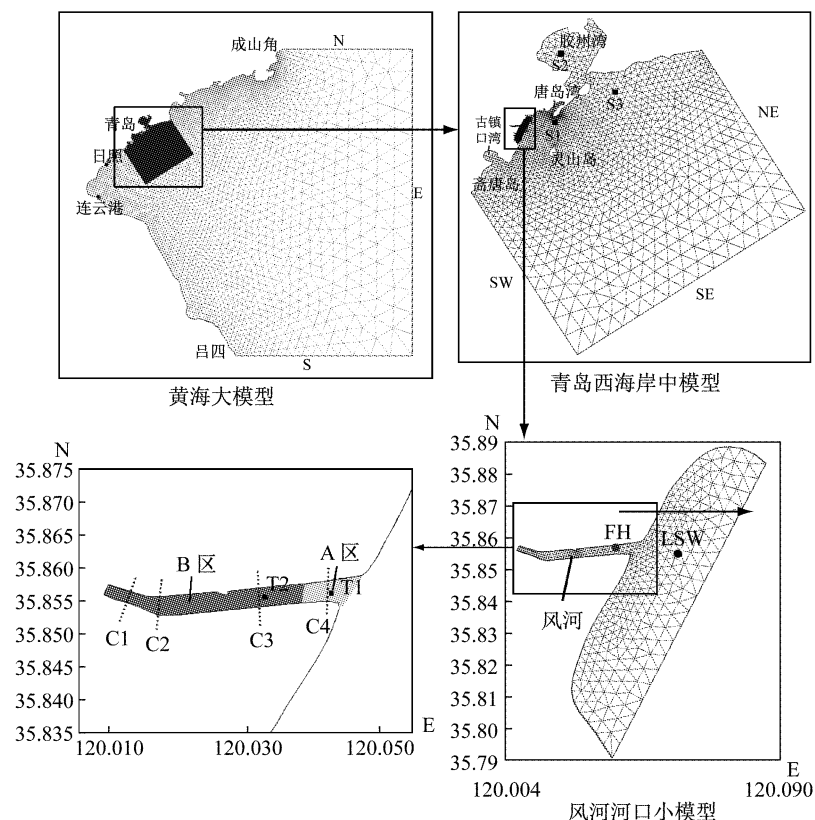 成山角
N
青岛
日照
连云港
E
吕四
S
黄海大模型
胶州湾
S2
唐岛湾
S3
古镇
口湾
S1
NE
灵山岛
斋唐岛
SW
SE
青岛西海岸中模型
N
35.875
35.870
35.865
35.860
35.855
35.850
35.845
35.840
35.835
B 区
A 区
T2
T1
C1
C2
C3
C4
E
120.010
120.030
120.050
N
35.89
35.88
35.87
35.86
35.85
35.84
35.83
35.82
35.81
35.80
35.79
FH
LSW
风河
E
120.004
120.090
风河河口小模型